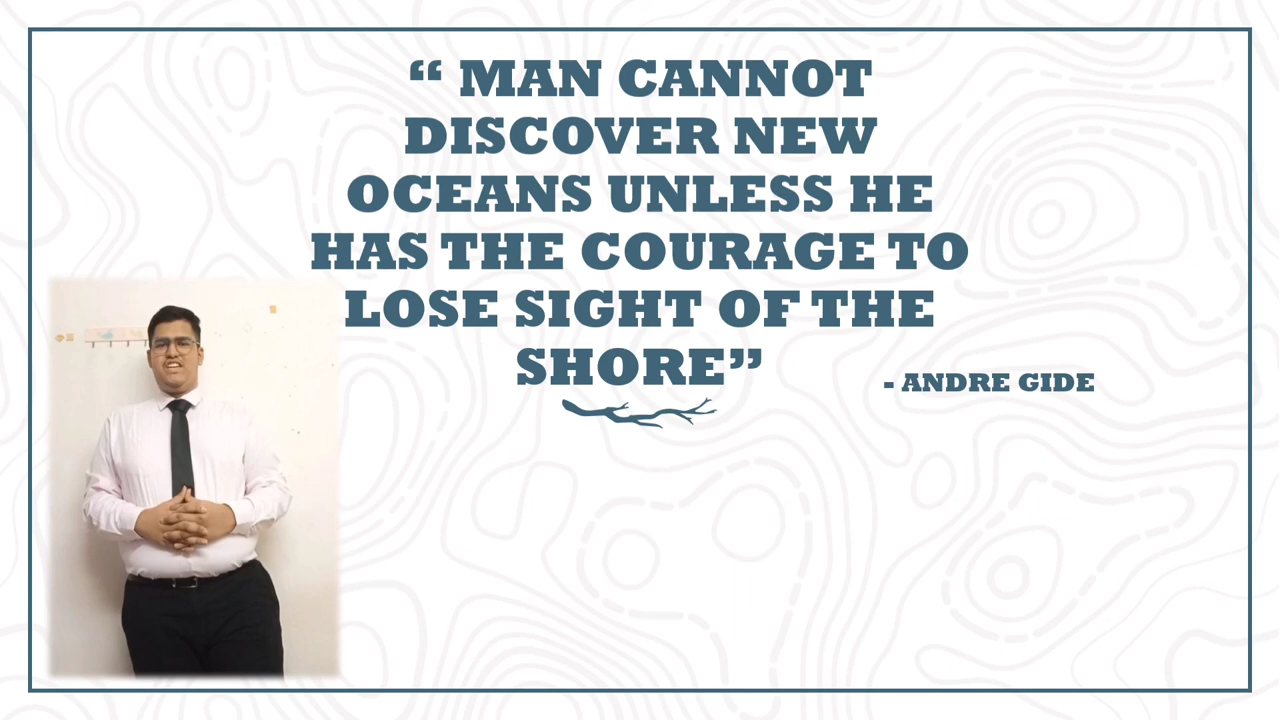 “ MAN CANNOT
DISCOVER NEW
OCEANS UNLESS HE
HAS THE COURAGE TO
LOSE SIGHT OF THE
SHORE”
- ANDRE GIDE